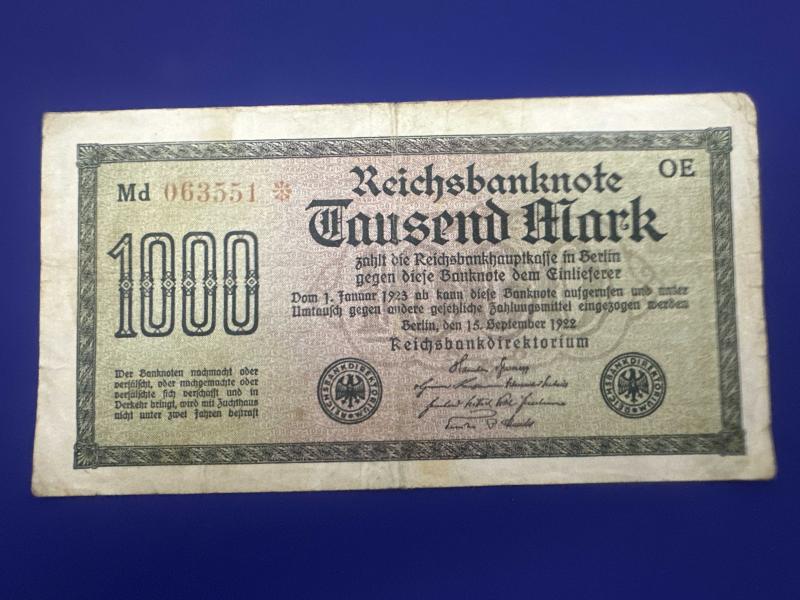 Md 063551 *
OE
Reichsbanknote
Tausend Mark
1000
zahlt die Reichsbankhauptkasse in Berlin
gegen diese Banknote dem Einlieferer
Vom 1. Januar 1923 ab kann diese Banknote aufgerufen und unter
Umtausch gegen andere gesetzliche Zahlungsmittel eingezogen werden
Berlin, den 15. September 1922
Reichsbankdirektorium
Wer Banknoten nachmacht oder
verfälscht, oder nachgemachte oder
verfälschte sich verschafft und in
Verkehr bringt, wird mit Zuchthaus
nicht unter zwei Jahren bestraft
REICHSBANKDIREKTORIUM
REICHSBANKDIREKTORIUM